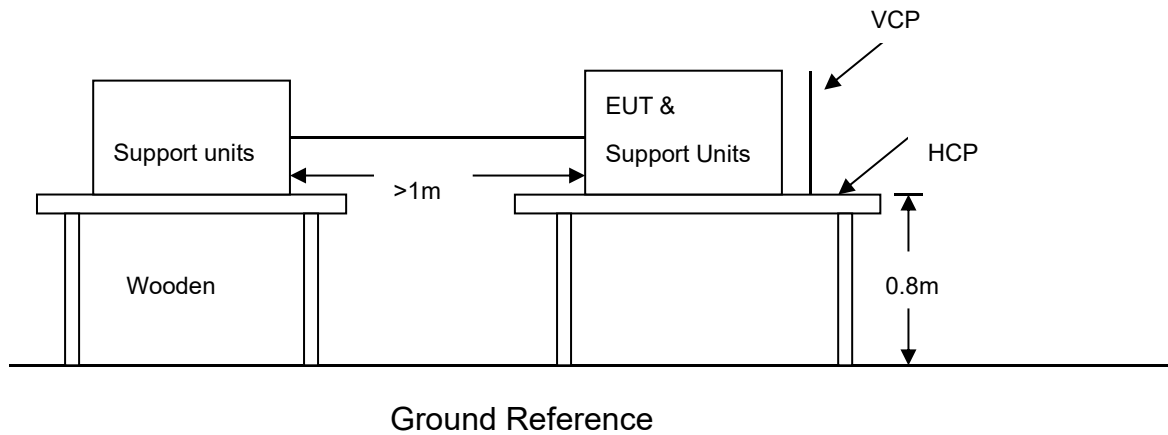 VCP
EUT &
Support units
Support Units
HCP
>1m
Wooden
0.8m
Ground Reference